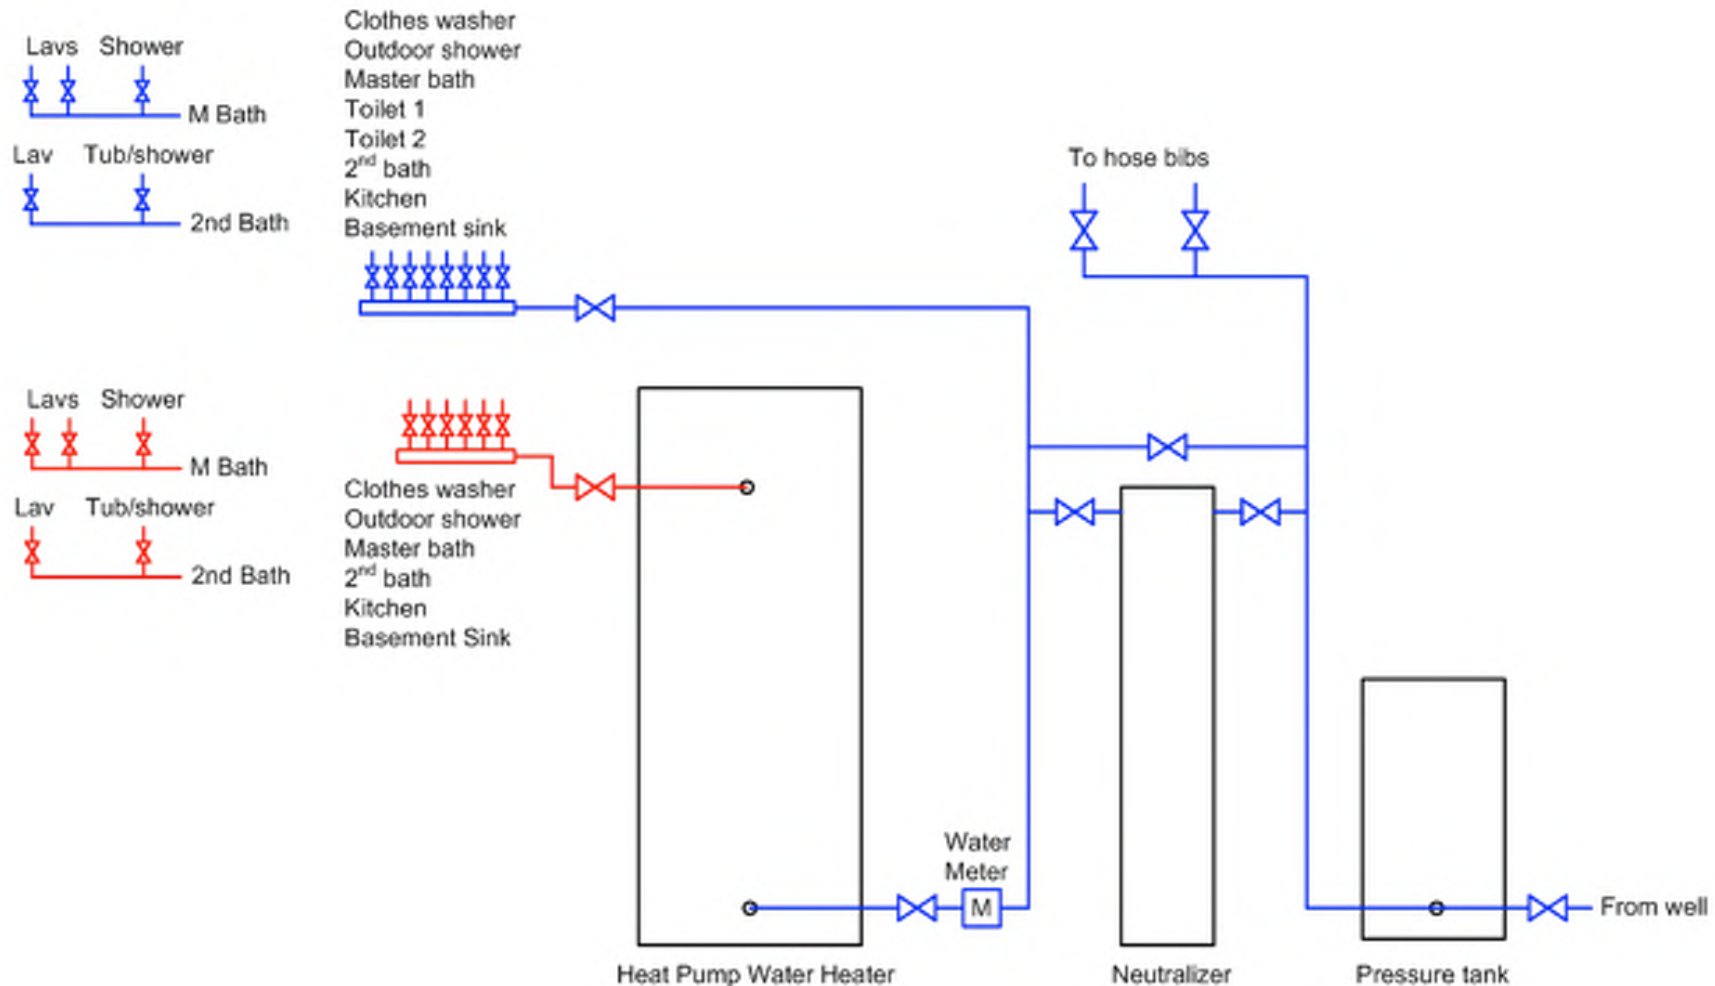 Clothes washer
Outdoor shower
Master bath
Toilet 1
Toilet 2
2nd bath
Kitchen
Basement sink
Lavs Shower
M Bath
Lav Tub/shower
2nd Bath
To hose bibs
Lavs Shower
M Bath
Lav Tub/shower
2nd Bath
Clothes washer
Outdoor shower
Master bath
2nd bath
Kitchen
Basement Sink
Water
Meter
M
From well
Heat Pump Water Heater
Neutralizer
Pressure tank